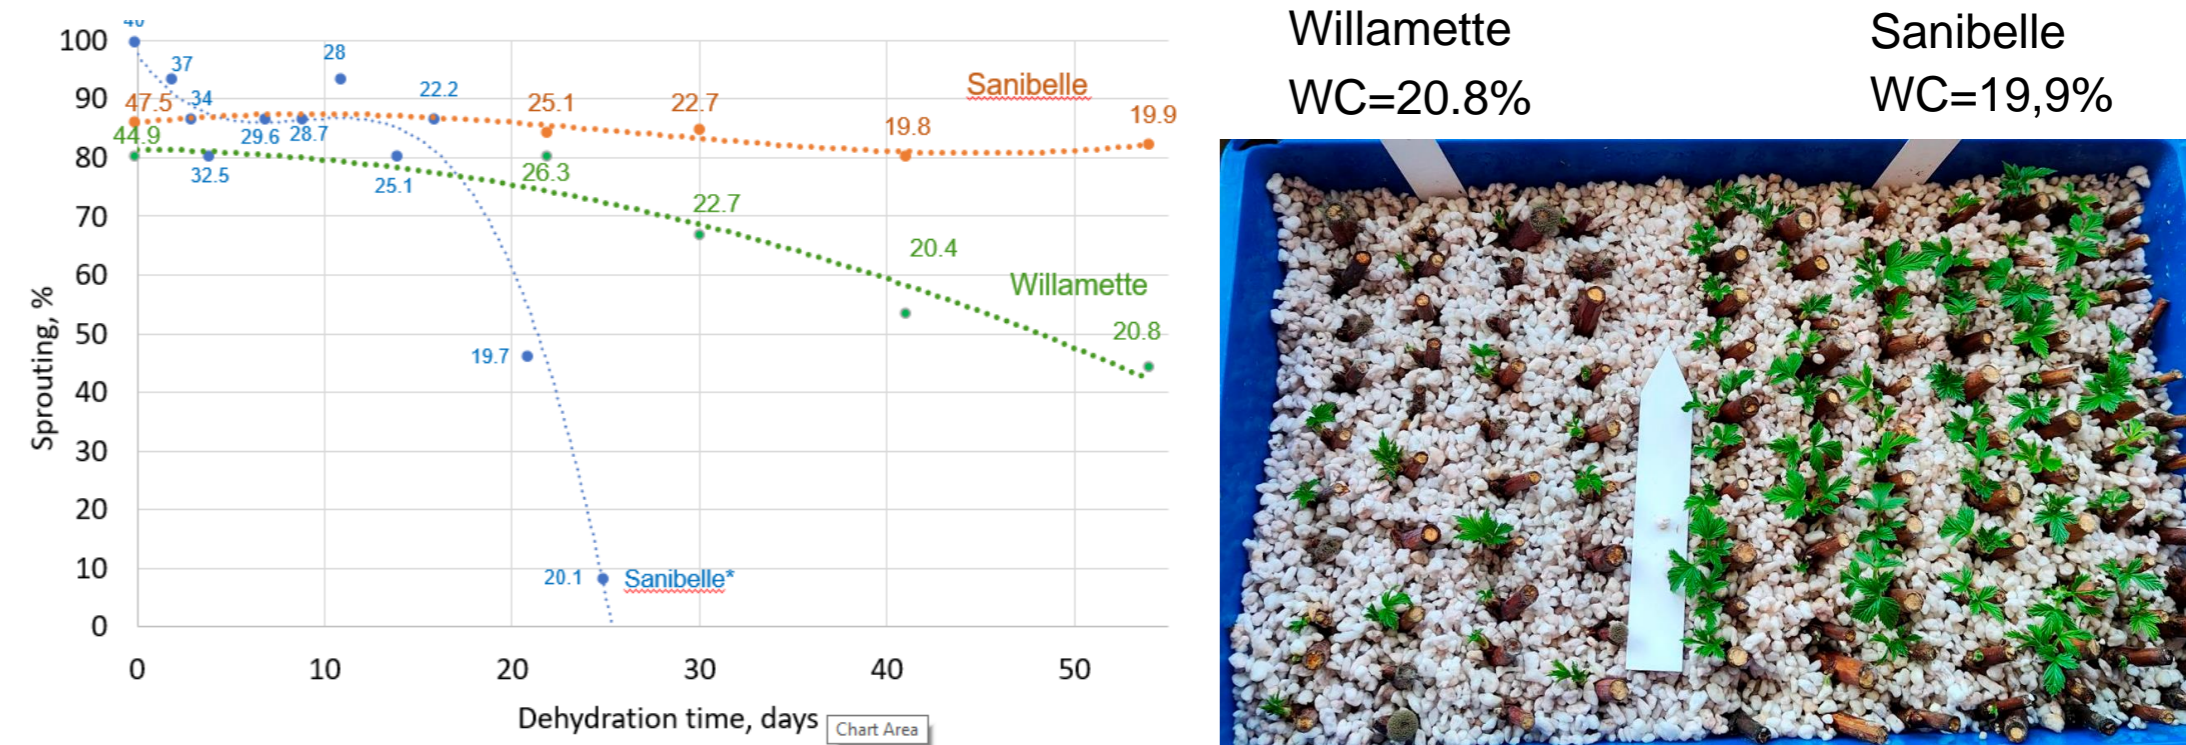 Willamette
WC=20.8%
Sanibelle
WC=19,9%
40
100
90
80
70
60
50
40
30
20
10
0
Sprouting, %
37
34
28
22.2
47.5
44.9
29.6
28.7
32.5
25.1
25.1
26.3
22.7
22.7
Sanibelle
19.8
19.9
20.4
Willamette
20.8
19.7
20.1
Sanibelle*
0 10 20 30 40 50
Dehydration time, days
Chart Area